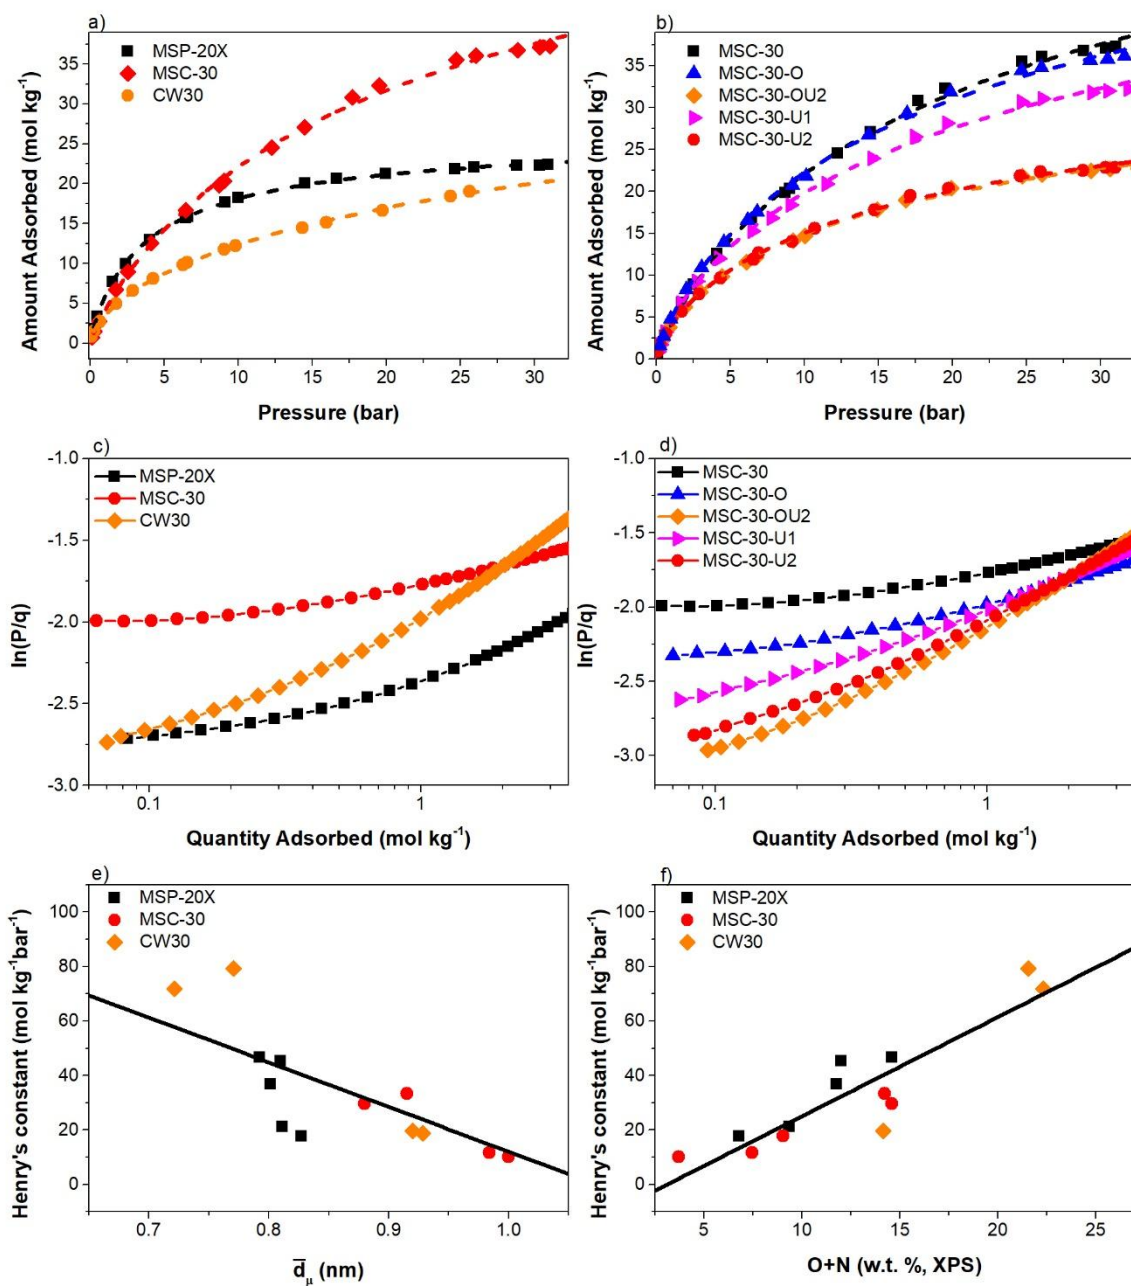 a)
MSP-20X
MSC-30
CW30
Amount Adsorbed (mol kg⁻¹)
35
30
25
20
15
10
5
0
0 5 10 15 20 25 30
Pressure (bar)
b)
MSC-30
MSC-30-O
MSC-30-OU2
MSC-30-U1
MSC-30-U2
Amount Adsorbed (mol kg⁻¹)
35
30
25
20
15
10
5
0
0 5 10 15 20 25 30
Pressure (bar)
c)
MSP-20X
MSC-30
CW30
ln(P/q)
-1.0
-1.5
-2.0
-2.5
-3.0
0.1 1
Quantity Adsorbed (mol kg⁻¹)
d)
MSC-30
MSC-30-O
MSC-30-OU2
MSC-30-U1
MSC-30-U2
ln(P/q)
-1.0
-1.5
-2.0
-2.5
-3.0
0.1 1
Quantity Adsorbed (mol kg⁻¹)
e)
MSP-20X
MSC-30
CW30
Henry's constant (mol kg⁻¹bar⁻¹)
100
80
60
40
20
0
0.7 0.8 0.9 1.0
d̅μ (nm)
f)
MSP-20X
MSC-30
CW30
Henry's constant (mol kg⁻¹bar⁻¹)
100
80
60
40
20
0
5 10 15 20 25
O+N (w.t. %, XPS)